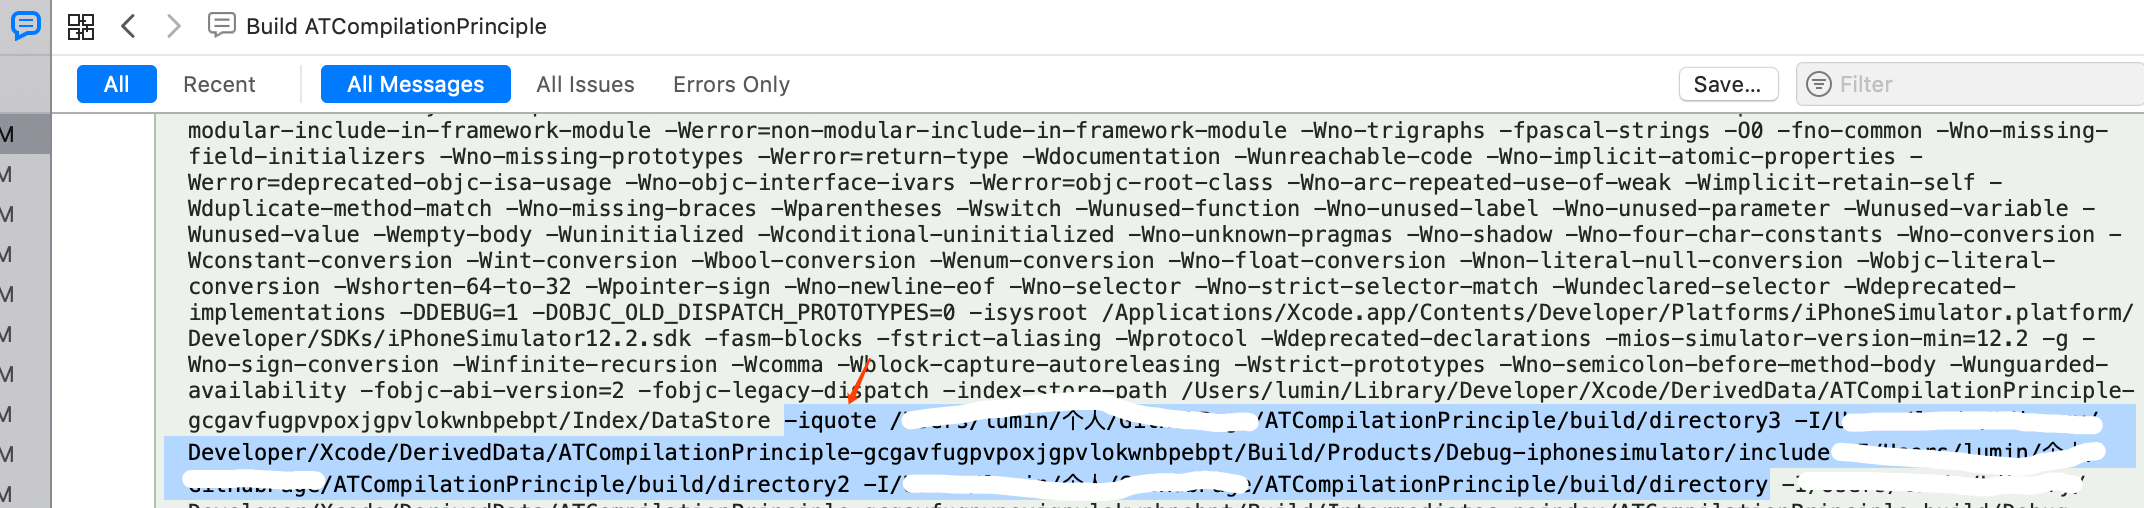 Build ATCompilationPrinciple
All Recent All Messages All Issues Errors Only Save... Filter
modular-include-in-framework-module -Werror=non-modular-include-in-framework-module -Wno-trigraphs -fpascal-strings -O0 -fno-common -Wno-missing-
M
field-initializers -Wno-missing-prototypes -Werror=return-type -Wdocumentation -Wunreachable-code -Wno-implicit-atomic-properties -
M
Werror=deprecated-objc-isa-usage -Wno-objc-interface-ivars -Werror=objc-root-class -Wno-arc-repeated-use-of-weak -Wimplicit-retain-self -
M
Wduplicate-method-match -Wno-missing-braces -Wparentheses -Wswitch -Wunused-function -Wno-unused-label -Wno-unused-parameter -Wunused-variable -
Wunused-value -Wempty-body -Wuninitialized -Wconditional-uninitialized -Wno-unknown-pragmas -Wno-shadow -Wno-four-char-constants -Wno-conversion -
M
Wconstant-conversion -Wint-conversion -Wbool-conversion -Wenum-conversion -Wno-float-conversion -Wnon-literal-null-conversion -Wobjc-literal-
conversion -Wshorten-64-to-32 -Wpointer-sign -Wno-newline-eof -Wno-selector -Wno-strict-selector-match -Wundeclared-selector -Wdeprecated-
M
implementations -DDEBUG=1 -DOBJC_OLD_DISPATCH_PROTOTYPES=0 -isysroot /Applications/Xcode.app/Contents/Developer/Platforms/iPhoneSimulator.platform/
M
Developer/SDKs/iPhoneSimulator12.2.sdk -fasm-blocks -fstrict-aliasing -Wprotocol -Wdeprecated-declarations -mios-simulator-version-min=12.2 -g -
Wno-sign-conversion -Winfinite-recursion -Wcomma -Wblock-capture-autoreleasing -Wstrict-prototypes -Wno-semicolon-before-method-body -Wunguarded-
M
availability -fobjc-abi-version=2 -fobjc-legacy-dispatch -index-store-path /Users/lumin/Library/Developer/Xcode/DerivedData/ATCompilationPrinciple-
M
gcgavfugpvpoxjgpvlokwnbpebpt/Index/DataStore -iquote /Users/lumin/个人/ /ATCompilationPrinciple/build/directory3 -I/U
M
Developer/Xcode/DerivedData/ATCompilationPrinciple-gcgavfugpvpoxjgpvlokwnbpebpt/Build/Products/Debug-iphonesimulator/include /Users/lumin/个人
/ATCompilationPrinciple/build/directory2 -I/ /ATCompilationPrinciple/build/directory
M